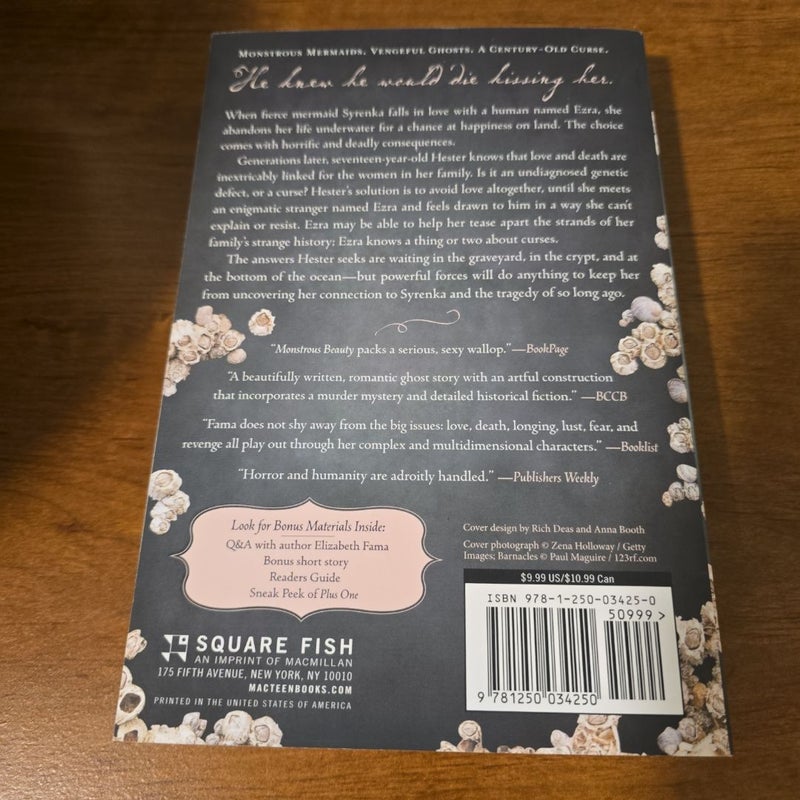 MONSTROUS MERMAIDS. VENGEFUL GHOSTS. A CENTURY-OLD CURSE.
He knew he would die kissing her.
When fierce mermaid Syrenka falls in love with a human named Ezra, she
abandons her life underwater for a chance at happiness on land. The choice
comes with horrific and deadly consequences.
Generations later, seventeen-year-old Hester knows that love and death are
inextricably linked for the women in her family. Is it an undiagnosed genetic
defect, or a curse? Hester's solution is to avoid love altogether, until she meets
an enigmatic stranger named Ezra and feels drawn to him in a way she can't
explain or resist. Ezra may be able to help her tease apart the strands of her
family's strange history: Ezra knows a thing or two about curses.
The answers Hester seeks are waiting in the graveyard, in the crypt, and at
the bottom of the ocean—but powerful forces will do anything to keep her
from uncovering her connection to Syrenka and the tragedy of so long ago.
"Monstrous Beauty packs a serious, sexy wallop."—BookPage
"A beautifully written, romantic ghost story with an artful construction
that incorporates a murder mystery and detailed historical fiction." —BCCB
"Fama does not shy away from the big issues: love, death, longing, lust, fear, and
revenge all play out through her complex and multidimensional characters." —Booklist
"Horror and humanity are adroitly handled." —Publishers Weekly
Look for Bonus Materials Inside:
Q&A with author Elizabeth Fama
Bonus short story
Readers Guide
Sneak Peek of Plus One
SQUARE FISH
AN IMPRINT OF MACMILLAN
175 FIFTH AVENUE, NEW YORK, NY 10010
MACTEENBOOKS.COM
PRINTED IN THE UNITED STATES OF AMERICA
Cover design by Rich Deas and Anna Booth
Cover photograph © Zena Holloway / Getty
Images; Barnacles © Paul Maguire / 123rf.com
$9.99 US/$10.99 Can
ISBN 978-1-250-03425-0
50999 >
9 781250 034250